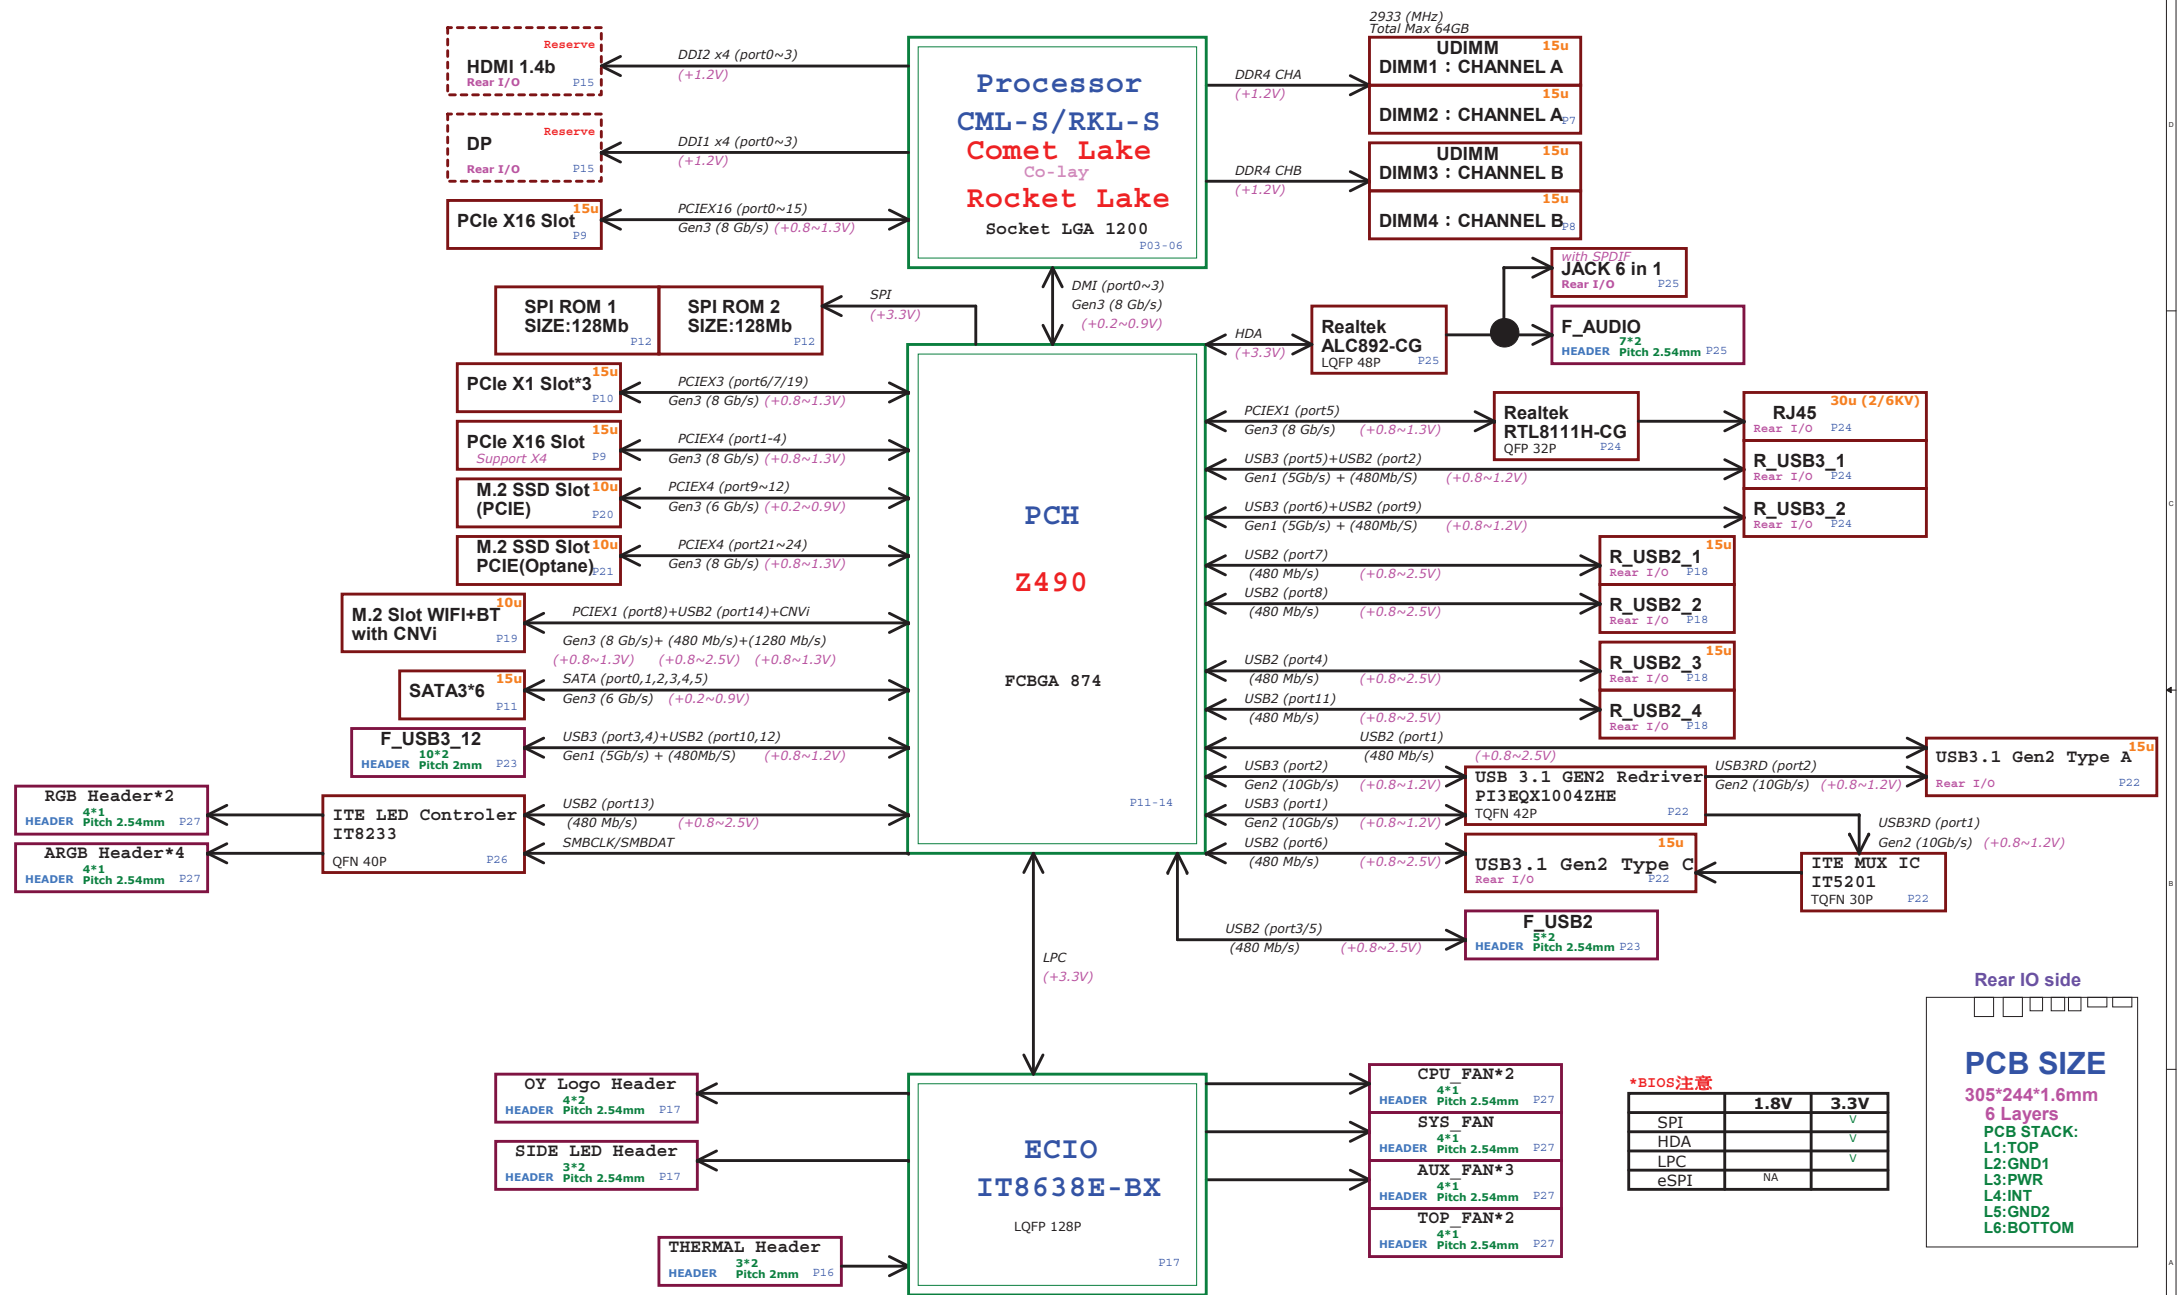 2933 (MHz)
Total Max 64GB
Reserve
HDMI 1.4b
Rear I/O P15
DDI2 x4 (port0~3)
(+1.2V)
Reserve
DP
Rear I/O P15
DDI1 x4 (port0~3)
(+1.2V)
15u
PCIe X16 Slot
P9
PCIEX16 (port0~15)
Gen3 (8 Gb/s) (+0.8~1.3V)
Processor
CML-S/RKL-S
Comet Lake
Co-lay
Rocket Lake
Socket LGA 1200
P03-06
DDR4 CHA
(+1.2V)
UDIMM 15u
DIMM1 : CHANNEL A
15u
DIMM2 : CHANNEL A P7
DDR4 CHB
(+1.2V)
UDIMM 15u
DIMM3 : CHANNEL B
15u
DIMM4 : CHANNEL B P8
SPI ROM 1
SIZE:128Mb
P12
SPI ROM 2
SIZE:128Mb
P12
SPI
(+3.3V)
DMI (port0~3)
Gen3 (8 Gb/s)
(+0.2~0.9V)
HDA
(+3.3V)
Realtek
ALC892-CG
LQFP 48P P25
with SPDIF
JACK 6 in 1
Rear I/O P25
F_AUDIO
7*2
HEADER Pitch 2.54mm P25
15u
PCIe X1 Slot*3
P10
PCIEX3 (port6/7/19)
Gen3 (8 Gb/s) (+0.8~1.3V)
15u
PCIe X16 Slot
Support X4 P9
PCIEX4 (port1-4)
Gen3 (8 Gb/s) (+0.8~1.3V)
M.2 SSD Slot 10u
(PCIE)
P20
PCIEX4 (port9~12)
Gen3 (6 Gb/s) (+0.2~0.9V)
M.2 SSD Slot 10u
PCIE(Optane) P21
PCIEX4 (port21~24)
Gen3 (8 Gb/s) (+0.8~1.3V)
10u
M.2 Slot WIFI+BT
with CNVi P19
PCIEX1 (port8)+USB2 (port14)+CNVi
Gen3 (8 Gb/s)+ (480 Mb/s)+(1280 Mb/s)
(+0.8~1.3V) (+0.8~2.5V) (+0.8~1.3V)
15u
SATA3*6
P11
SATA (port0,1,2,3,4,5)
Gen3 (6 Gb/s) (+0.2~0.9V)
F_USB3_12
10*2
HEADER Pitch 2mm P23
USB3 (port3,4)+USB2 (port10,12)
Gen1 (5Gb/s) + (480Mb/S) (+0.8~1.2V)
RGB Header*2
4*1
HEADER Pitch 2.54mm P27
ARGB Header*4
4*1
HEADER Pitch 2.54mm P27
ITE LED Controler
IT8233
QFN 40P P26
USB2 (port13)
(480 Mb/s) (+0.8~2.5V)
SMBCLK/SMBDAT
PCH
Z490
FCBGA 874
P11-14
PCIEX1 (port5)
Gen3 (8 Gb/s) (+0.8~1.3V)
Realtek
RTL8111H-CG
QFP 32P P24
30u (2/6KV)
RJ45
Rear I/O P24
USB3 (port5)+USB2 (port2)
Gen1 (5Gb/s) + (480Mb/S) (+0.8~1.2V)
R_USB3_1
Rear I/O P24
USB3 (port6)+USB2 (port9)
Gen1 (5Gb/s) + (480Mb/S) (+0.8~1.2V)
R_USB3_2
Rear I/O P24
USB2 (port7)
(480 Mb/s) (+0.8~2.5V)
15u
R_USB2_1
Rear I/O P18
USB2 (port8)
(480 Mb/s) (+0.8~2.5V)
R_USB2_2
Rear I/O P18
USB2 (port4)
(480 Mb/s) (+0.8~2.5V)
15u
R_USB2_3
Rear I/O P18
USB2 (port11)
(480 Mb/s) (+0.8~2.5V)
R_USB2_4
Rear I/O P18
USB2 (port1)
(480 Mb/s) (+0.8~2.5V)
15u
USB3.1 Gen2 Type A
Rear I/O P22
USB3 (port2)
Gen2 (10Gb/s) (+0.8~1.2V)
USB3 (port1)
Gen2 (10Gb/s) (+0.8~1.2V)
USB 3.1 GEN2 Redriver
PI3EQX1004ZHE
TQFN 42P P22
USB3RD (port2)
Gen2 (10Gb/s) (+0.8~1.2V)
USB3RD (port1)
Gen2 (10Gb/s) (+0.8~1.2V)
USB2 (port6)
(480 Mb/s) (+0.8~2.5V)
15u
USB3.1 Gen2 Type C
Rear I/O P22
ITE MUX IC
IT5201
TQFN 30P P22
USB2 (port3/5)
(480 Mb/s) (+0.8~2.5V)
F_USB2
5*2
HEADER Pitch 2.54mm P23
LPC
(+3.3V)
OY Logo Header
4*2
HEADER Pitch 2.54mm P17
SIDE LED Header
3*2
HEADER Pitch 2.54mm P17
THERMAL Header
3*2
HEADER Pitch 2mm P16
ECIO
IT8638E-BX
LQFP 128P
P17
CPU_FAN*2
4*1
HEADER Pitch 2.54mm P27
SYS_FAN
4*1
HEADER Pitch 2.54mm P27
AUX_FAN*3
4*1
HEADER Pitch 2.54mm P27
TOP_FAN*2
4*1
HEADER Pitch 2.54mm P27
*BIOS注意
1.8V 3.3V
SPI V
HDA V
LPC V
eSPI NA
Rear IO side
PCB SIZE
305*244*1.6mm
6 Layers
PCB STACK:
L1:TOP
L2:GND1
L3:PWR
L4:INT
L5:GND2
L6:BOTTOM
D
C
B
A